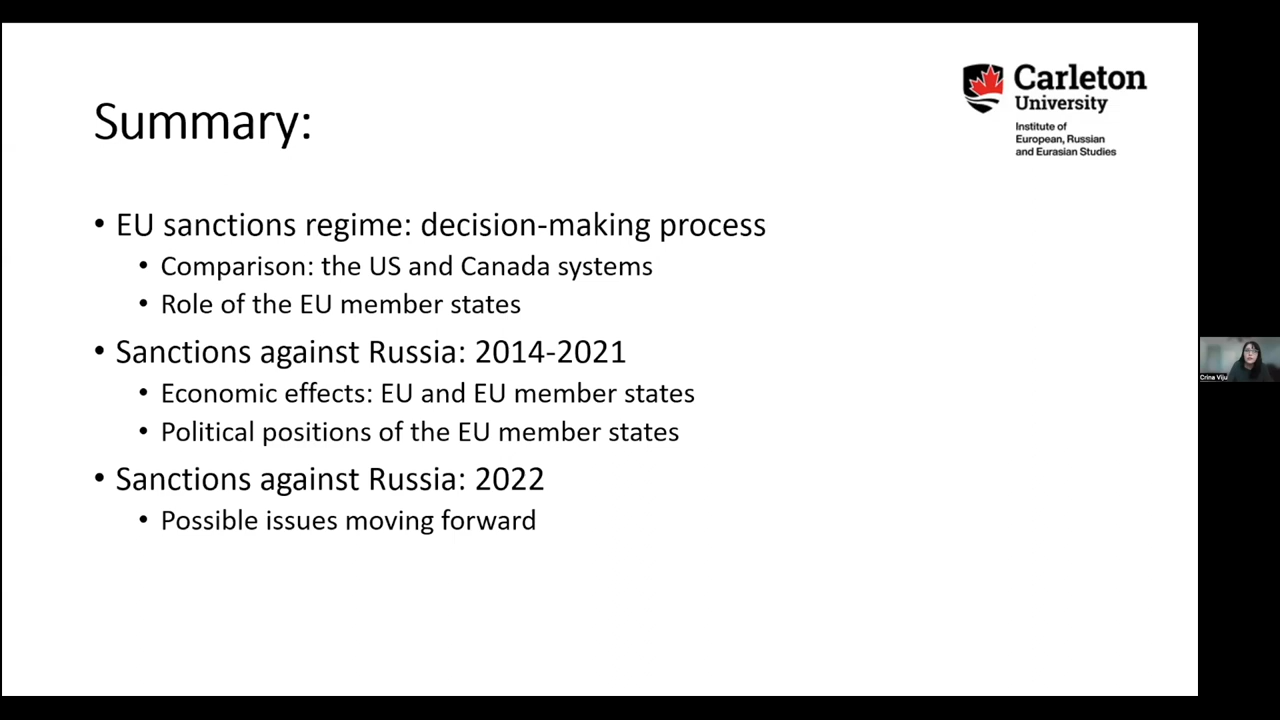 Carleton
University
Institute of
European, Russian
and Eurasian Studies
Summary:
• EU sanctions regime: decision-making process
• Comparison: the US and Canada systems
• Role of the EU member states
• Sanctions against Russia: 2014-2021
• Economic effects: EU and EU member states
• Political positions of the EU member states
• Sanctions against Russia: 2022
• Possible issues moving forward
Crina Viju